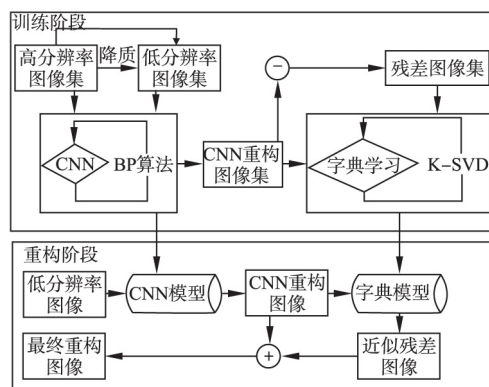 训练阶段
高分辨率
图像集
降质
低分辨率
图像集
−
残差图像集
CNN
BP算法
CNN重构
图像集
字典学习
K-SVD
重构阶段
低分辨率
图像
CNN模型
CNN重构
图像
字典模型
最终重构
图像
+
近似残差
图像